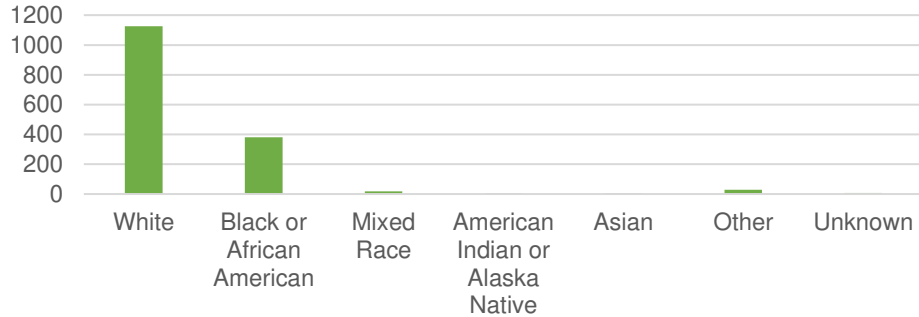 1200
1000
800
600
400
200
0
White
Black or
African
American
Mixed
Race
American
Indian or
Alaska
Native
Asian
Other
Unknown